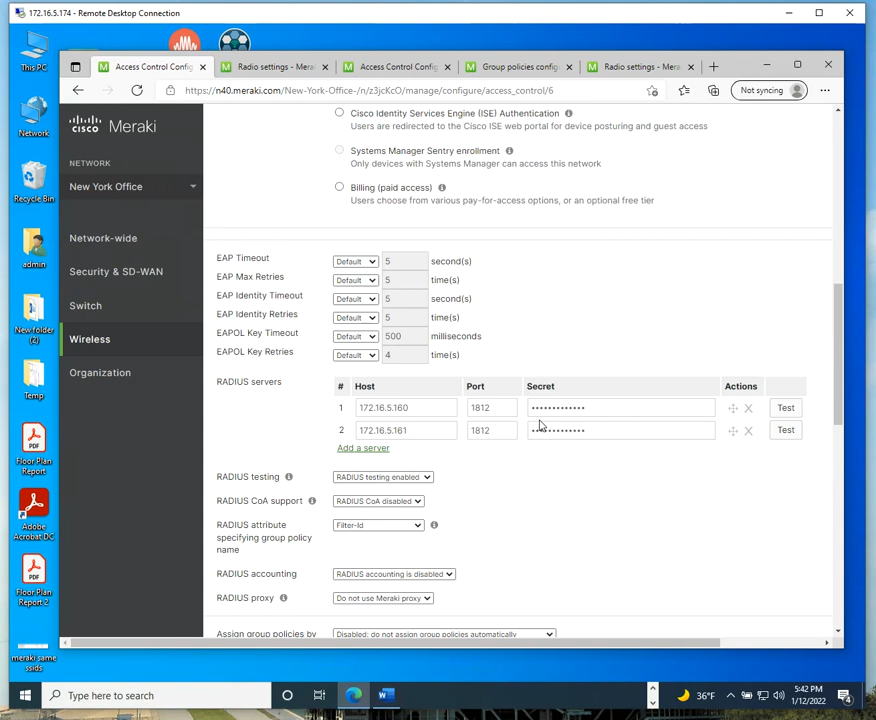 172.16.5.174 - Remote Desktop Connection
This PC
Network
Recycle Bin
admin
New folder
(2)
Temp
Floor Plan
Report
Adobe
Acrobat DC
Floor Plan
Report 2
meraki same
ssids
Access Control Config
Radio settings - Mera
Access Control Config
Group policies config
Radio settings - Mera
https://n40.meraki.com/New-York-Office-/n/z3jcKcO/manage/configure/access_control/6
Not syncing
CISCO Meraki
NETWORK
New York Office
Network-wide
Security & SD-WAN
Switch
Wireless
Organization
Cisco Identity Services Engine (ISE) Authentication
Users are redirected to the Cisco ISE web portal for device posturing and guest access
Systems Manager Sentry enrollment
Only devices with Systems Manager can access this network
Billing (paid access)
Users choose from various pay-for-access options, or an optional free tier
EAP Timeout Default 5 second(s)
EAP Max Retries Default 5 time(s)
EAP Identity Timeout Default 5 second(s)
EAP Identity Retries Default 5 time(s)
EAPOL Key Timeout Default 500 milliseconds
EAPOL Key Retries Default 4 time(s)
RADIUS servers # Host Port Secret Actions
1 172.16.5.160 1812 ••••••••••••• Test
2 172.16.5.161 1812 ••••••••••••• Test
Add a server
RADIUS testing RADIUS testing enabled
RADIUS CoA support RADIUS CoA disabled
RADIUS attribute Filter-Id
specifying group policy
name
RADIUS accounting RADIUS accounting is disabled
RADIUS proxy Do not use Meraki proxy
Assign group policies by Disabled: do not assign group policies automatically
Type here to search
36°F
5:42 PM
1/12/2022
4